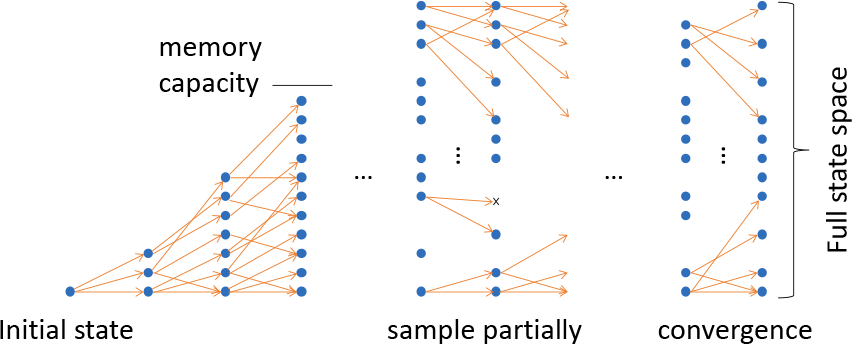 memory
capacity
...
...
...
...
x
Full state space
Initial state
sample partially
convergence